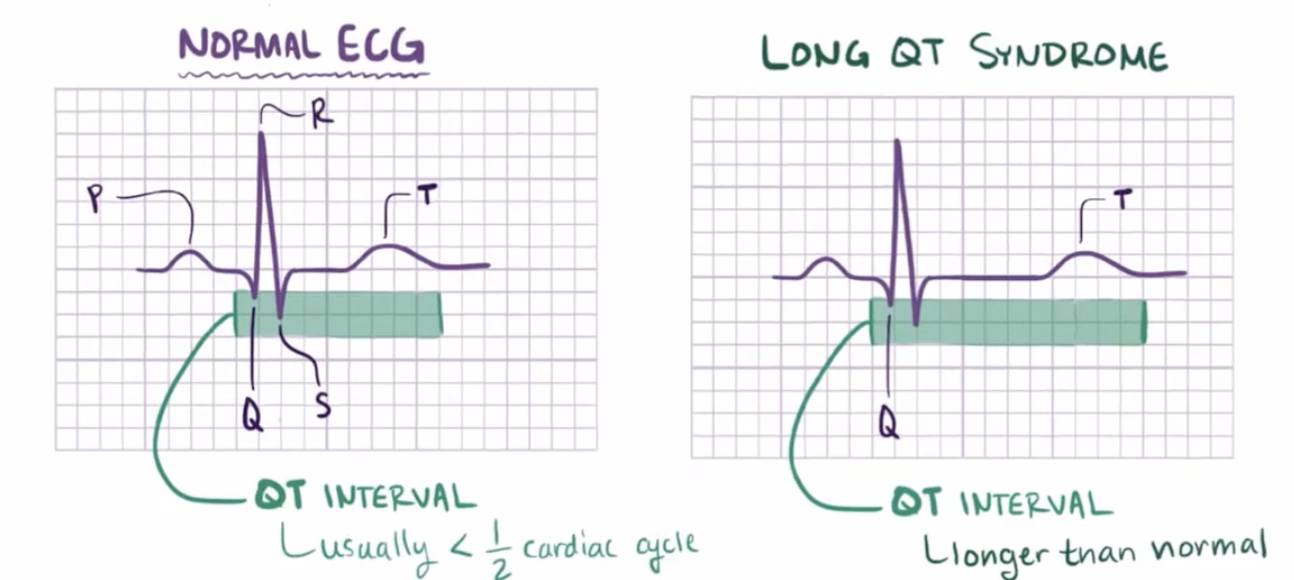 NORMAL ECG
R
P
T
Q
S
QT INTERVAL
usually < 1/2 cardiac cycle
LONG QT SYNDROME
T
Q
QT INTERVAL
longer than normal